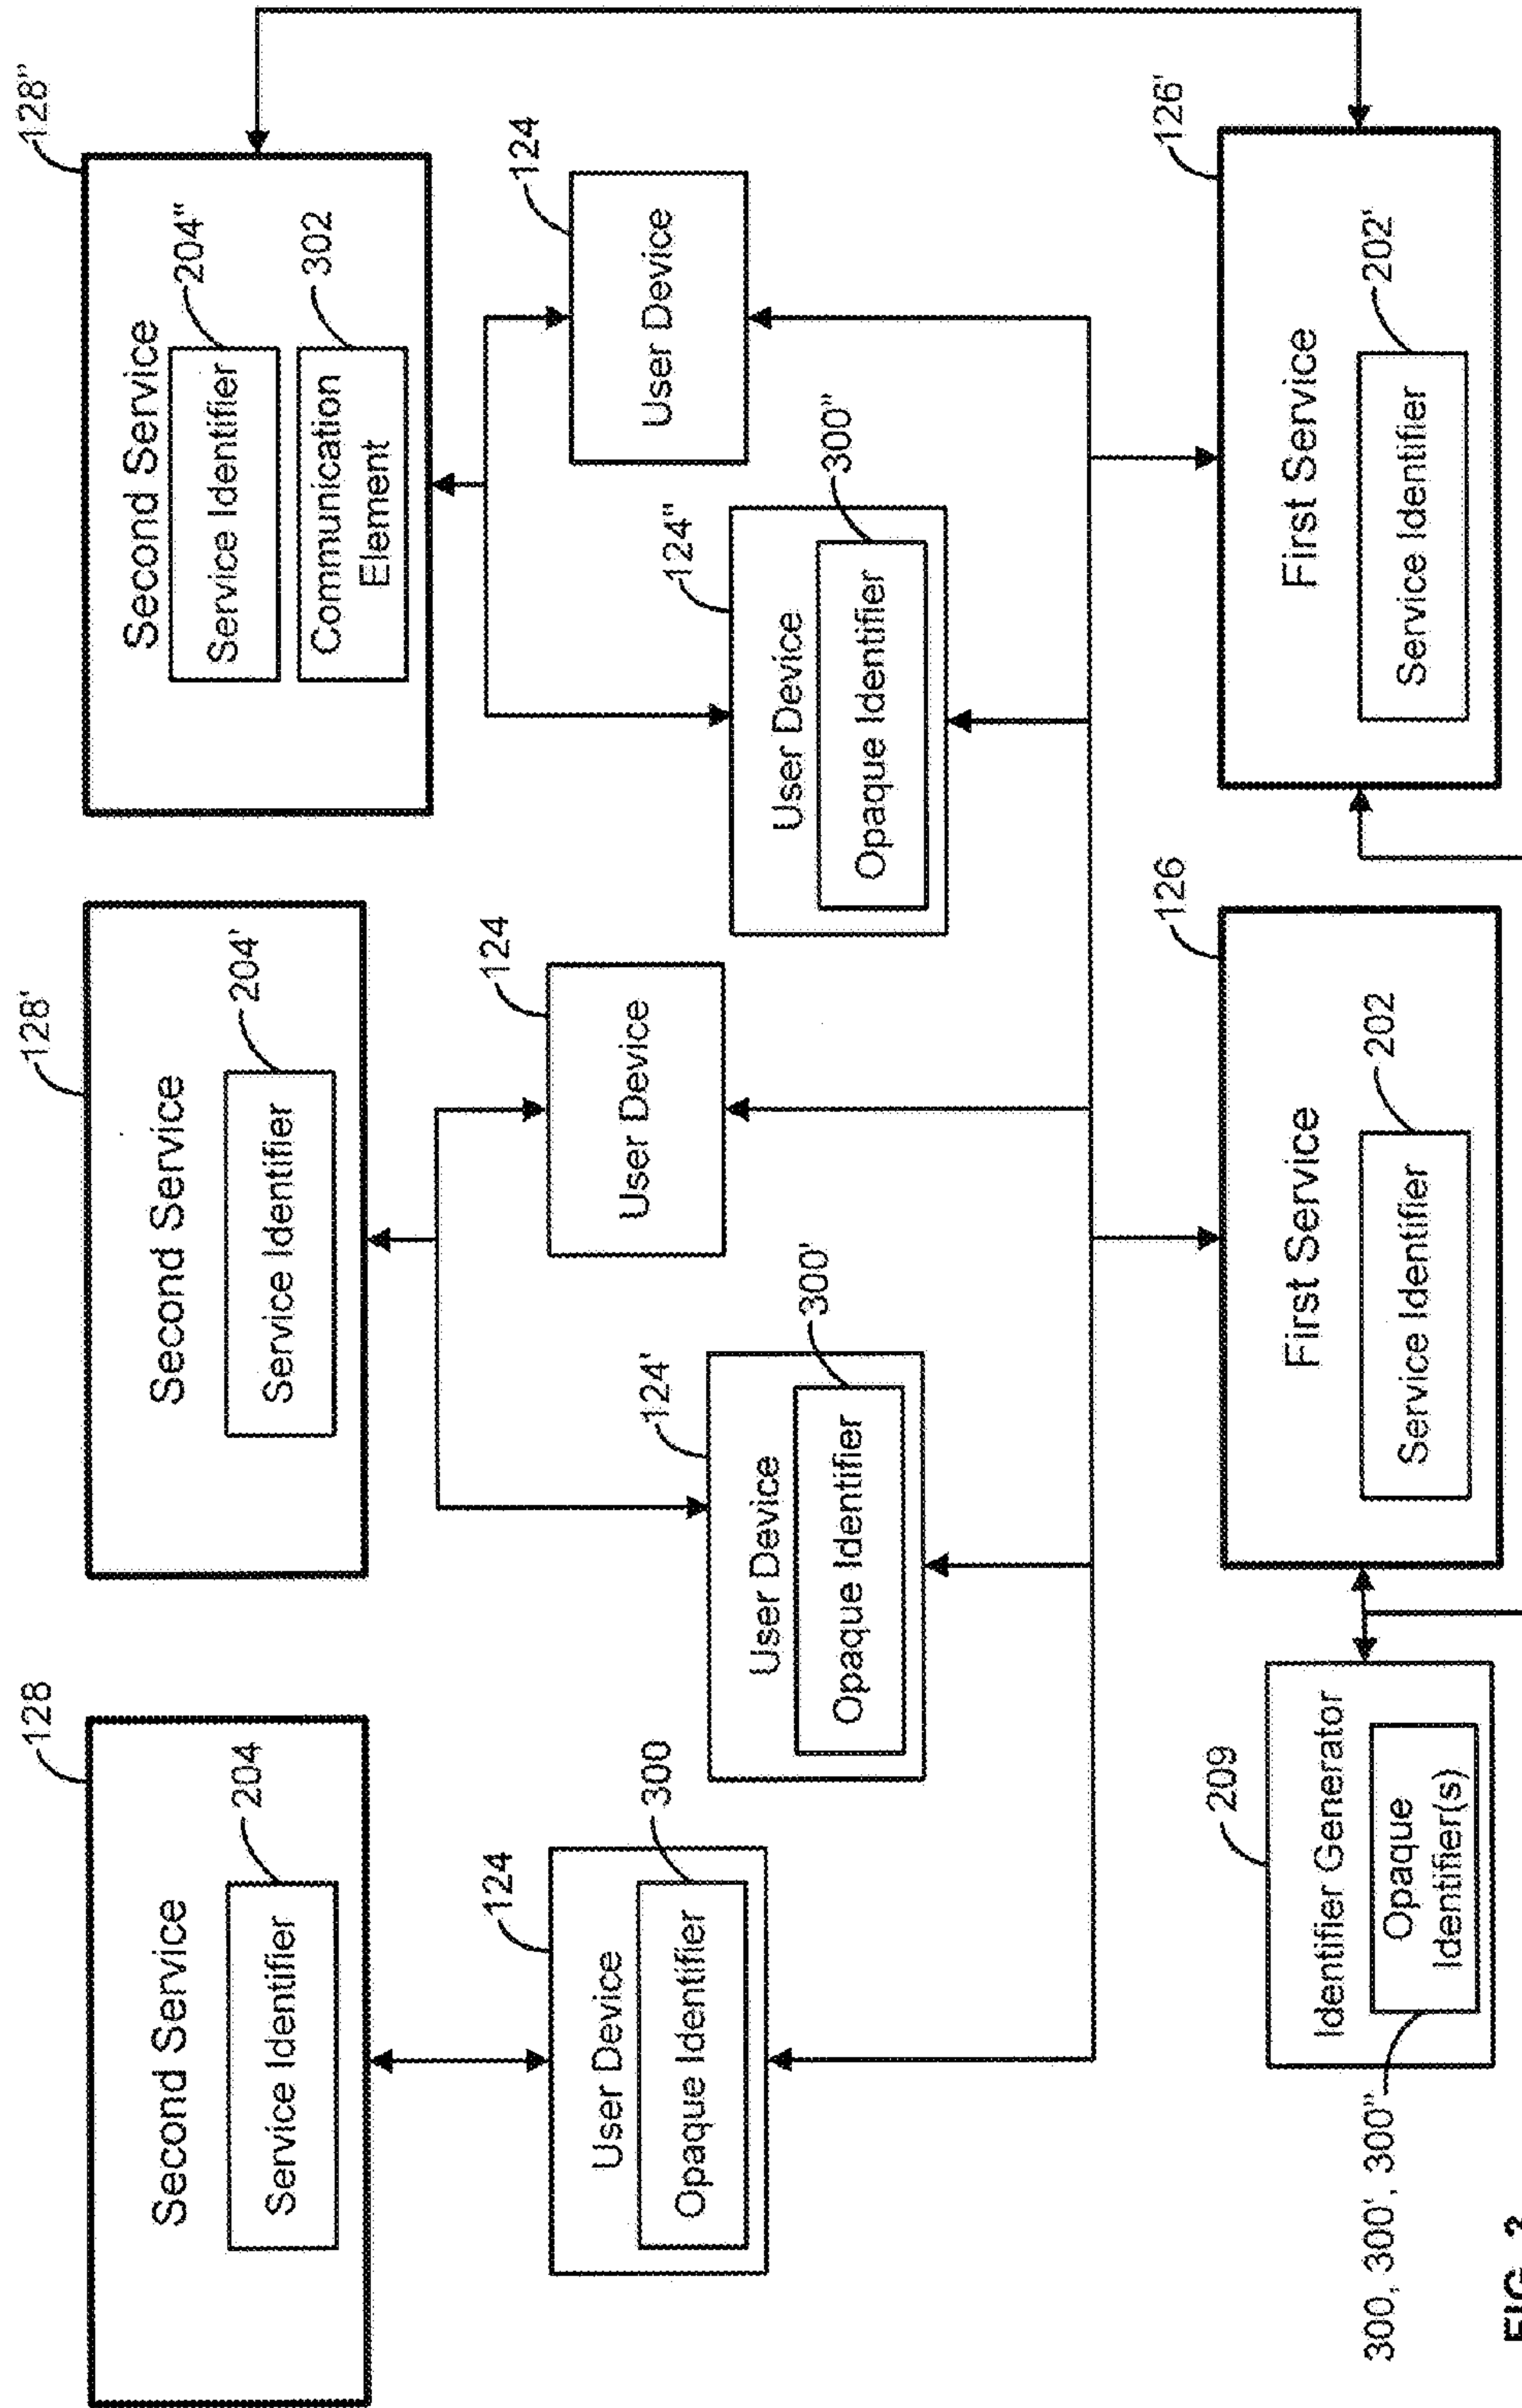 128
Second Service
204
Service Identifier
128'
Second Service
204'
Service Identifier
128"
Second Service
204"
Service Identifier
302
Communication
Element
124
User Device
300
Opaque Identifier
124'
User Device
300'
Opaque Identifier
124
User Device
124"
User Device
300"
Opaque Identifier
124
User Device
209
Identifier Generator
Opaque
Identifier(s)
300, 300', 300"
126
First Service
202
Service Identifier
126'
First Service
202'
Service Identifier
FIG. 3